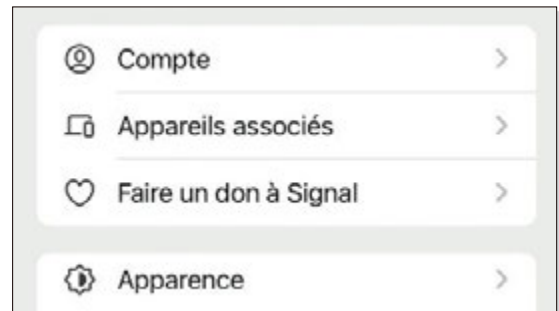 Compte
Appareils associés
Faire un don à Signal
Apparence